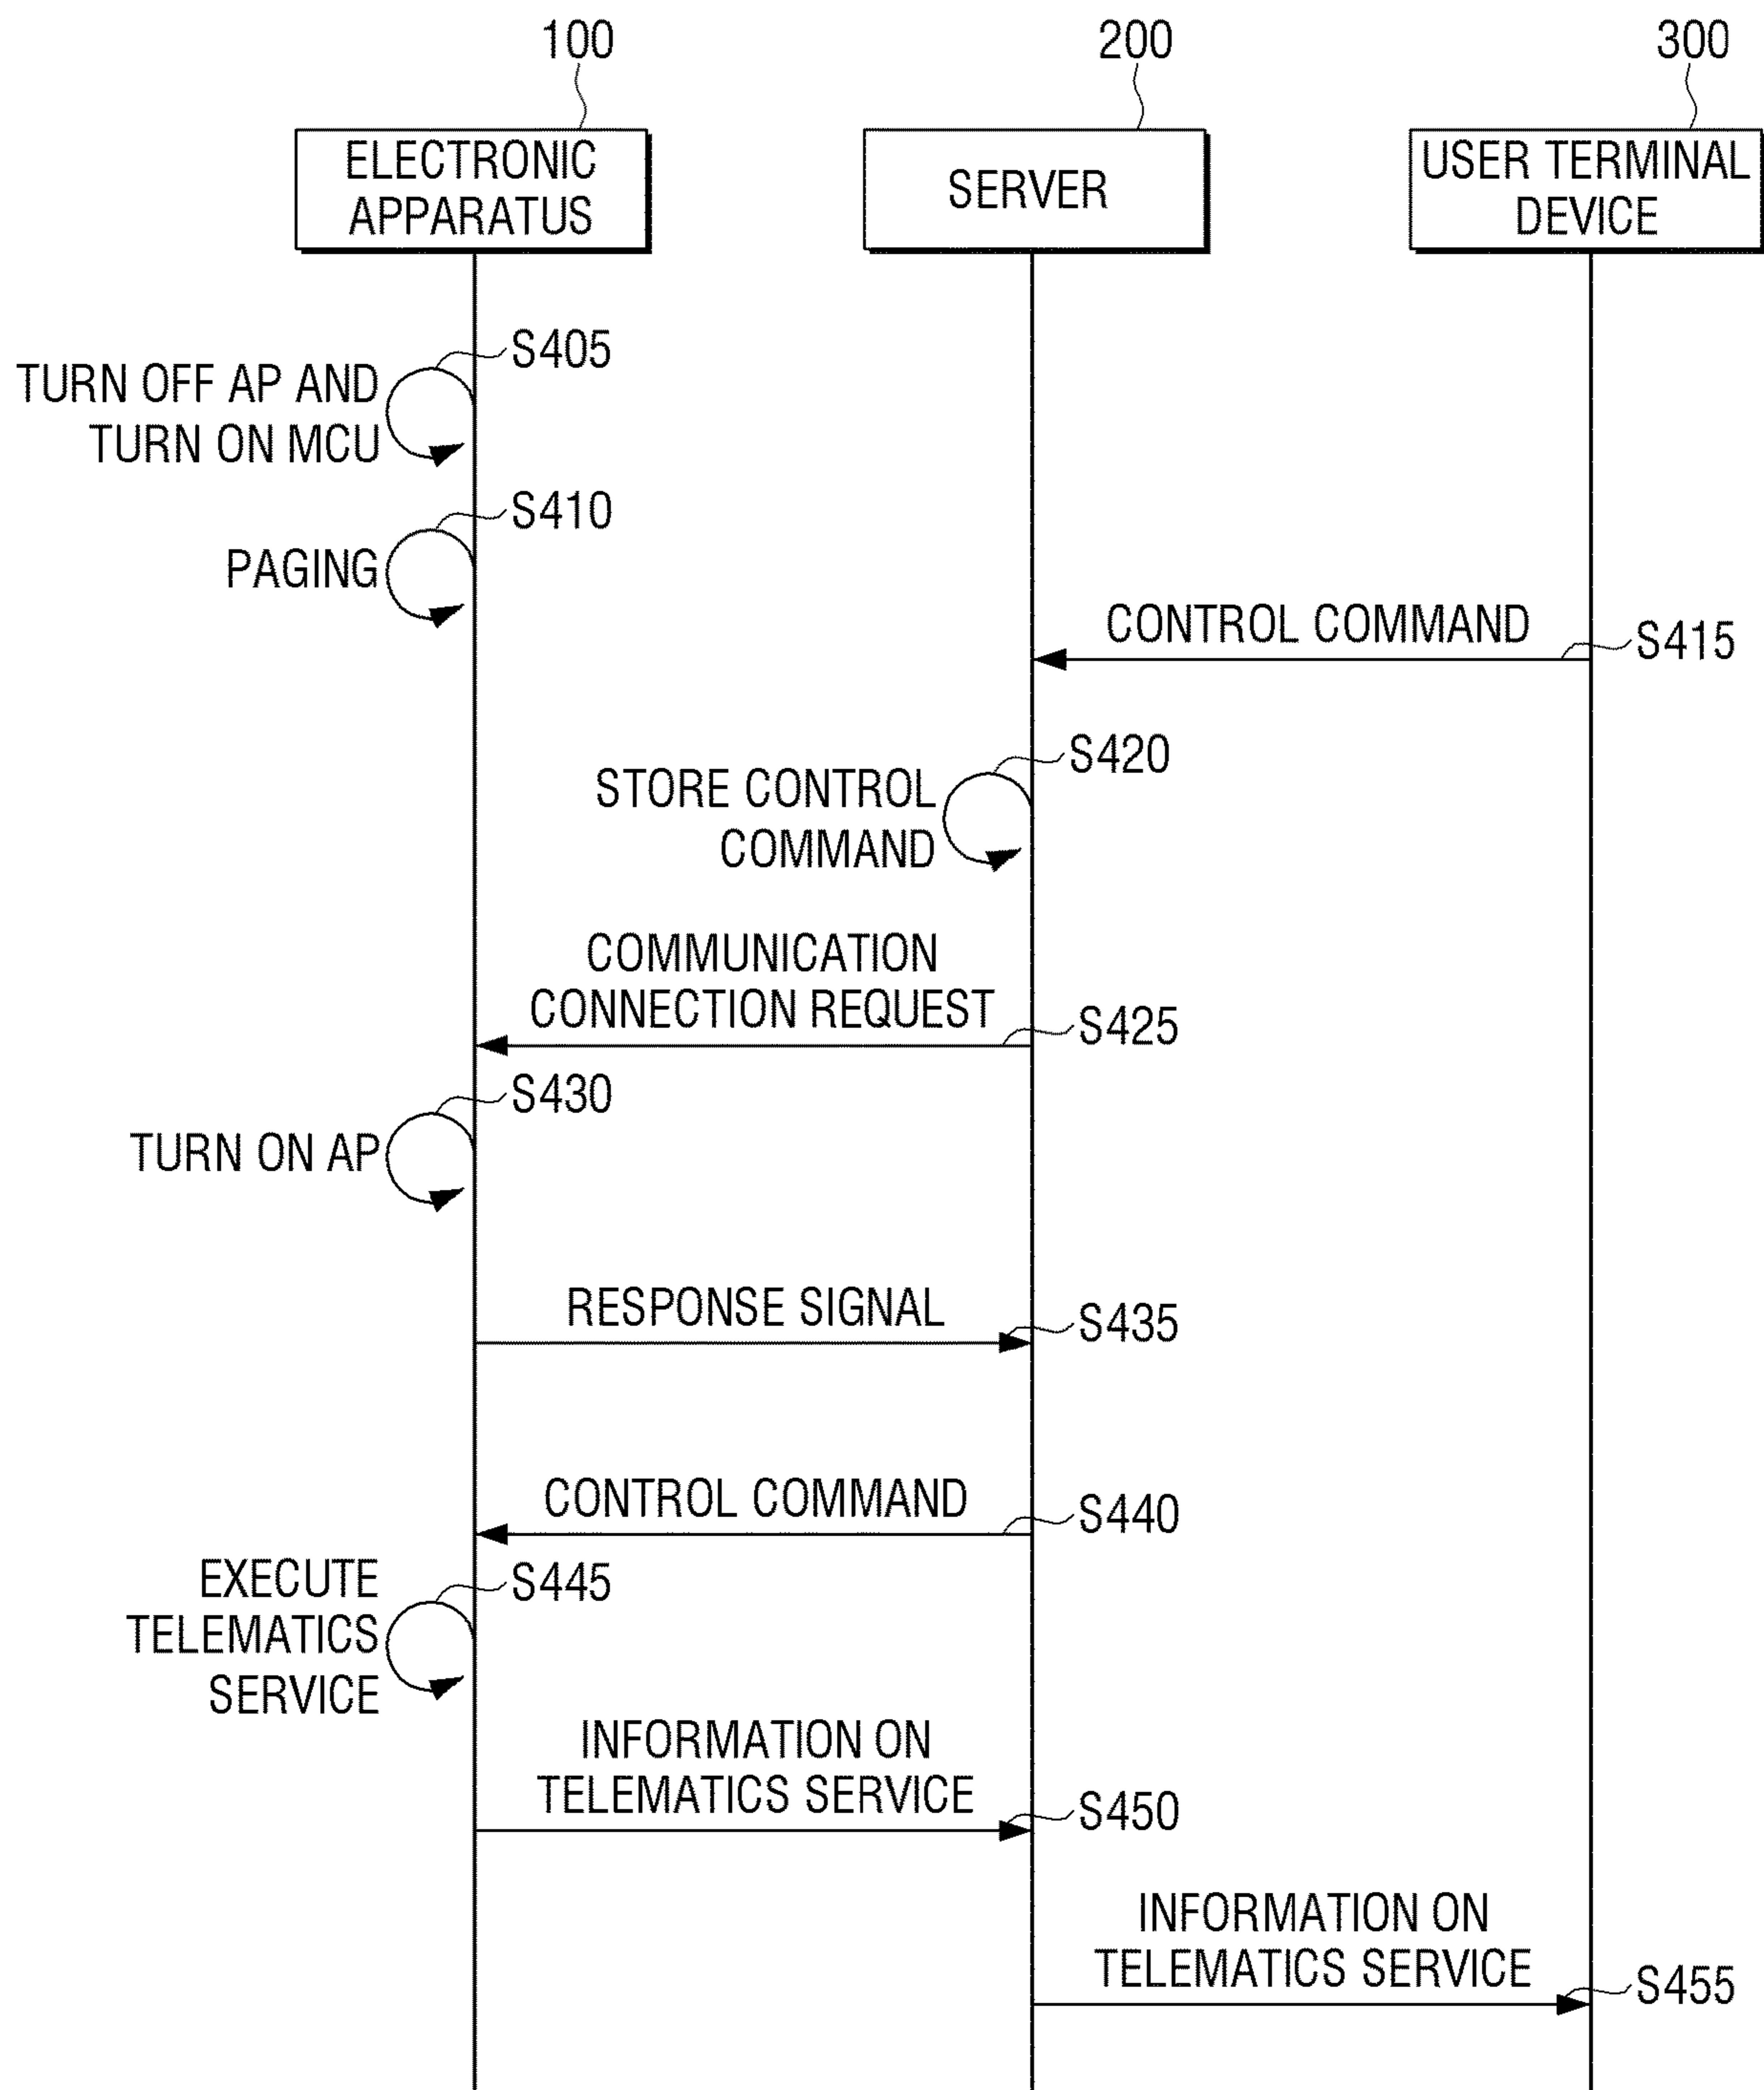 100
200
300
ELECTRONIC
APPARATUS
SERVER
USER TERMINAL
DEVICE
S405
TURN OFF AP AND
TURN ON MCU
S410
PAGING
CONTROL COMMAND
S415
S420
STORE CONTROL
COMMAND
COMMUNICATION
CONNECTION REQUEST
S425
S430
TURN ON AP
RESPONSE SIGNAL
S435
CONTROL COMMAND
S440
EXECUTE
TELEMATICS
SERVICE
S445
INFORMATION ON
TELEMATICS SERVICE
S450
INFORMATION ON
TELEMATICS SERVICE
S455